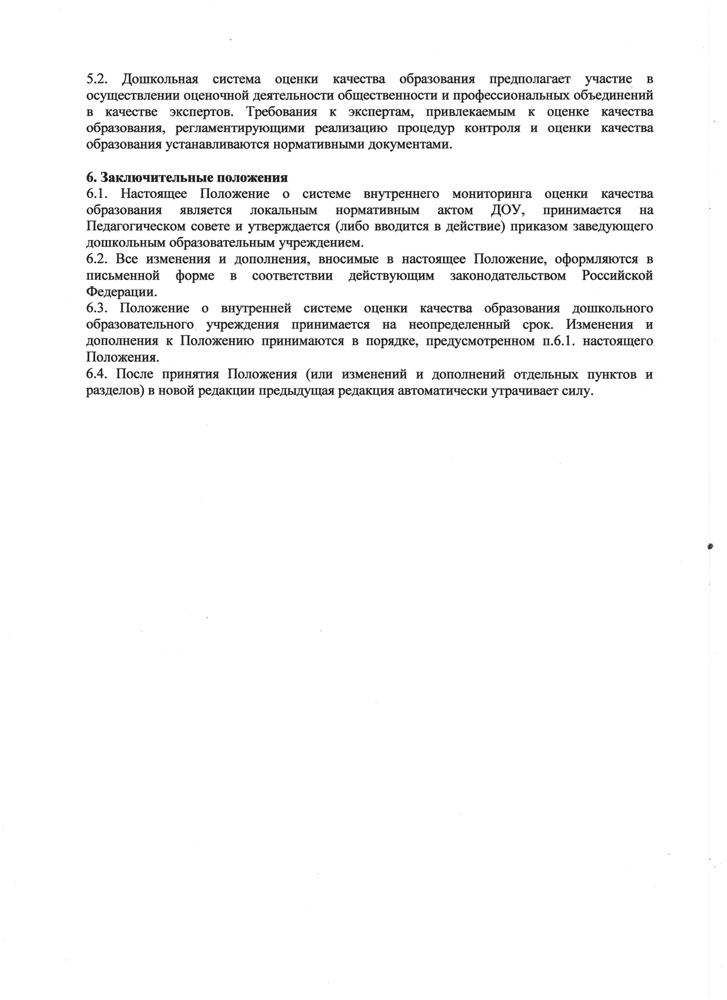 5.2. Дошкольная система оценки качества образования предполагает участие в
осуществлении оценочной деятельности общественности и профессиональных объединений
в качестве экспертов. Требования к экспертам, привлекаемым к оценке качества
образования, регламентирующими реализацию процедур контроля и оценки качества
образования устанавливаются нормативными документами.
6. Заключительные положения
6.1. Настоящее Положение о системе внутреннего мониторинга оценки качества
образования является локальным нормативным актом ДОУ, принимается на
Педагогическом совете и утверждается (либо вводится в действие) приказом заведующего
дошкольным образовательным учреждением.
6.2. Все изменения и дополнения, вносимые в настоящее Положение, оформляются в
письменной форме в соответствии действующим законодательством Российской
Федерации.
6.3. Положение о внутренней системе оценки качества образования дошкольного
образовательного учреждения принимается на неопределенный срок. Изменения и
дополнения к Положению принимаются в порядке, предусмотренном п.6.1. настоящего
Положения.
6.4. После принятия Положения (или изменений и дополнений отдельных пунктов и
разделов) в новой редакции предыдущая редакция автоматически утрачивает силу.